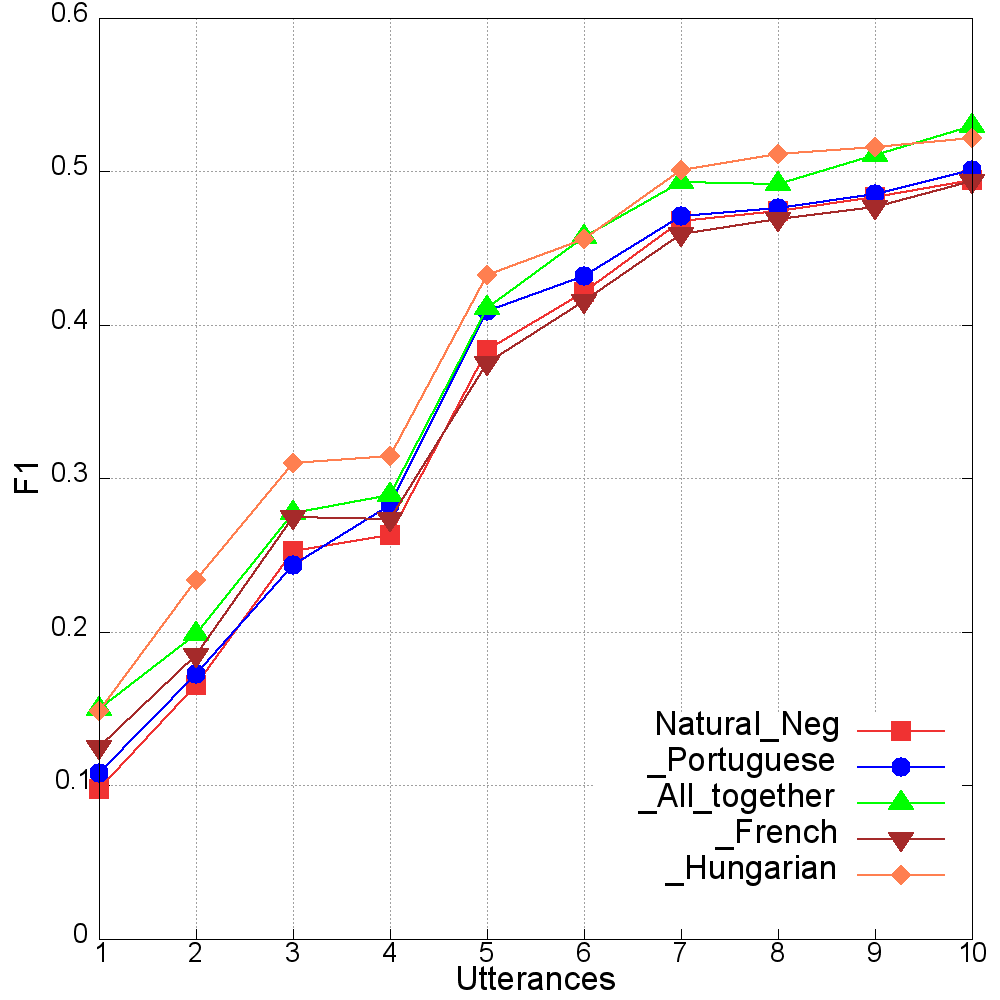 0.6
0.5
0.4
0.3
0.2
0.1
0
F1
1 2 3 4 5 6 7 8 9 10
Utterances
Natural_Neg
_Portuguese
_All_together
_French
_Hungarian